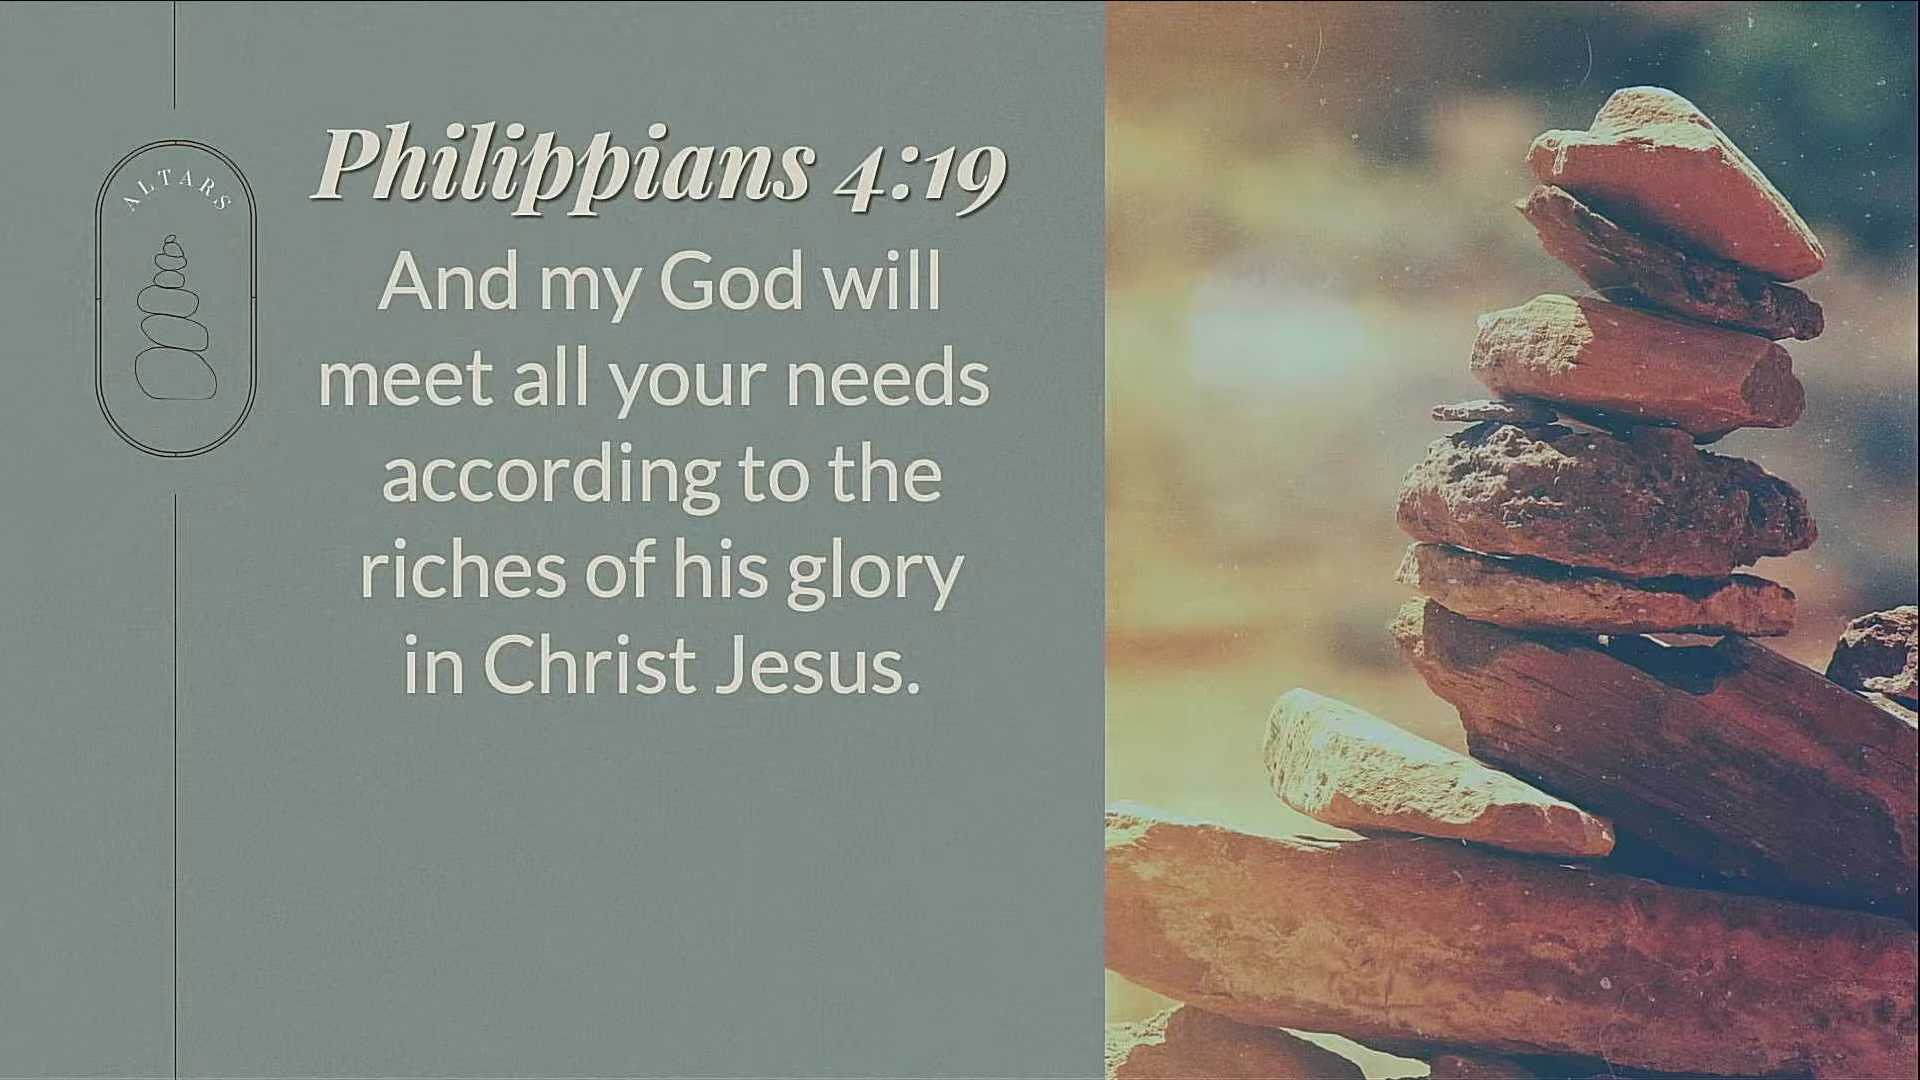 ALTARS
Philippians 4:19
And my God will
meet all your needs
according to the
riches of his glory
in Christ Jesus.